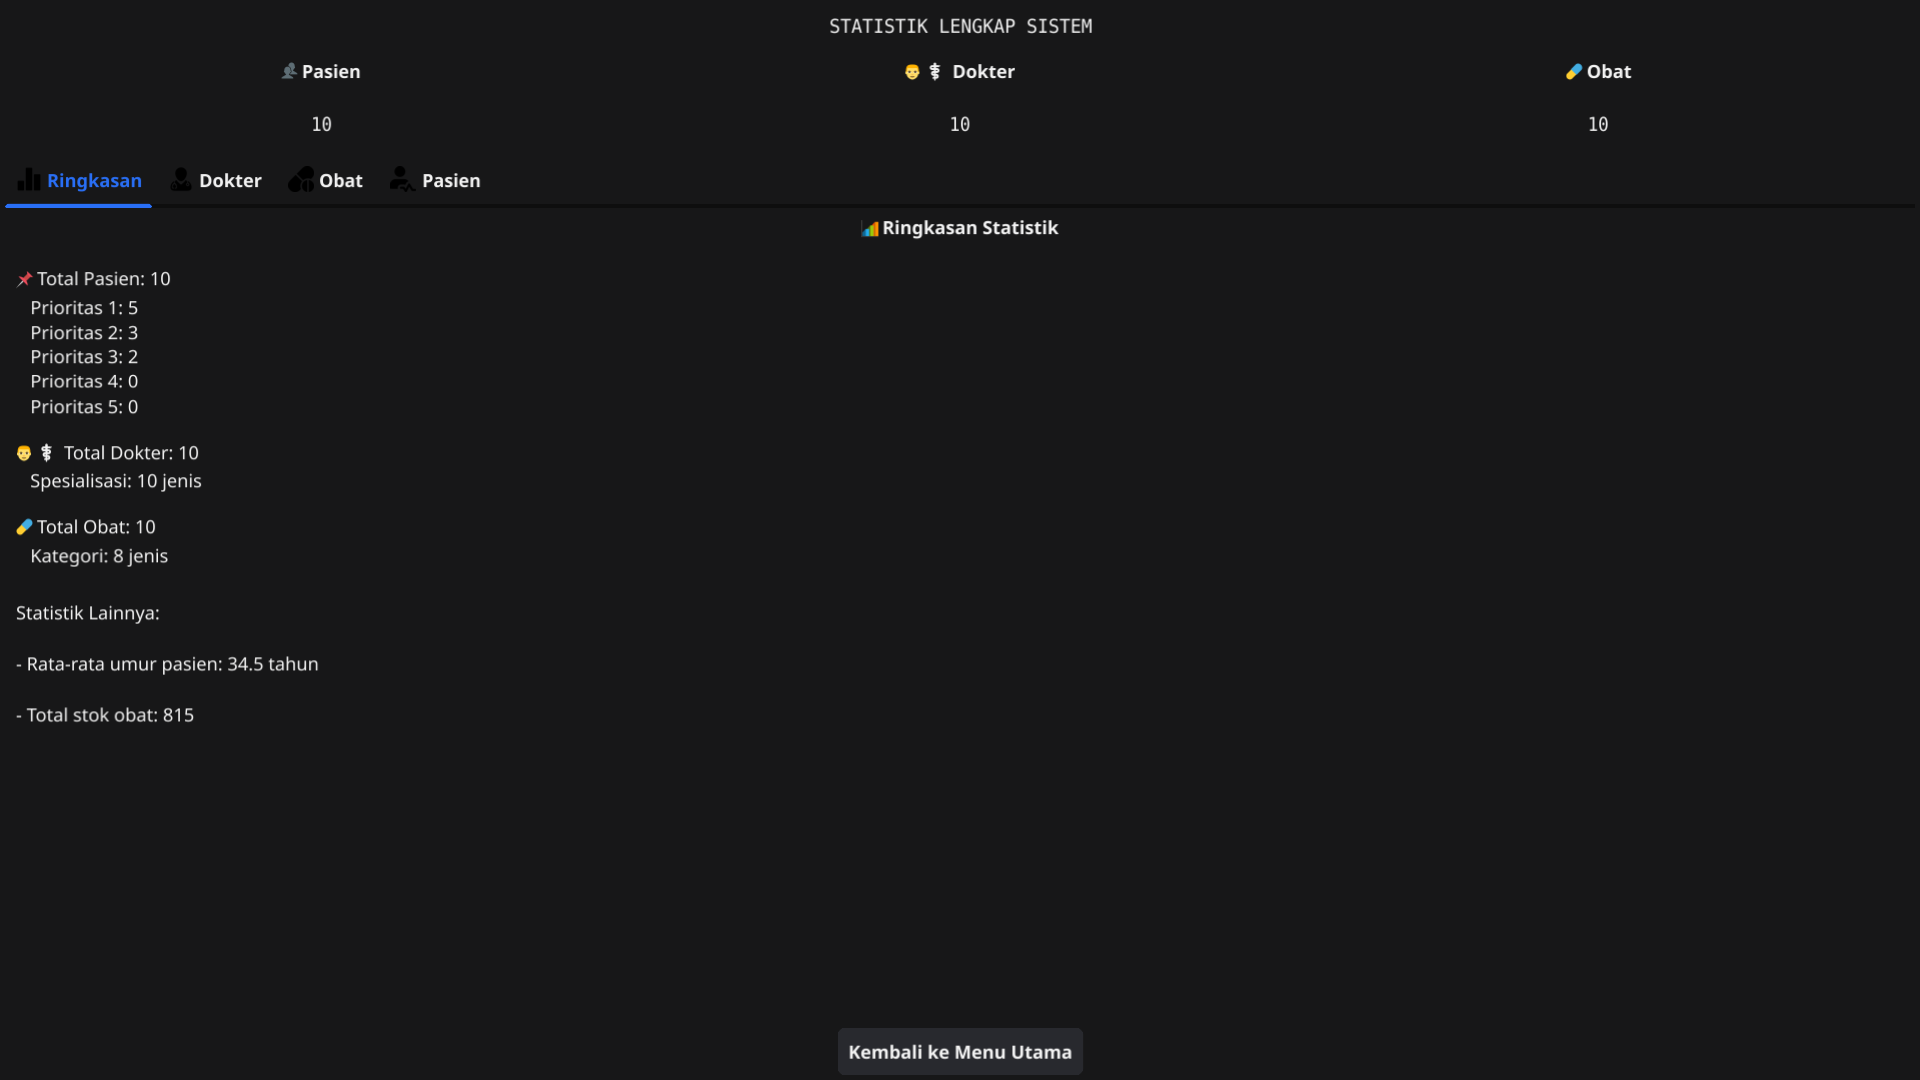 STATISTIK LENGKAP SISTEM
Pasien
Dokter
Obat
10
10
10
Ringkasan
Dokter
Obat
Pasien
Ringkasan Statistik
Total Pasien: 10
Prioritas 1: 5
Prioritas 2: 3
Prioritas 3: 2
Prioritas 4: 0
Prioritas 5: 0
Total Dokter: 10
Spesialisasi: 10 jenis
Total Obat: 10
Kategori: 8 jenis
Statistik Lainnya:
- Rata-rata umur pasien: 34.5 tahun
- Total stok obat: 815
Kembali ke Menu Utama